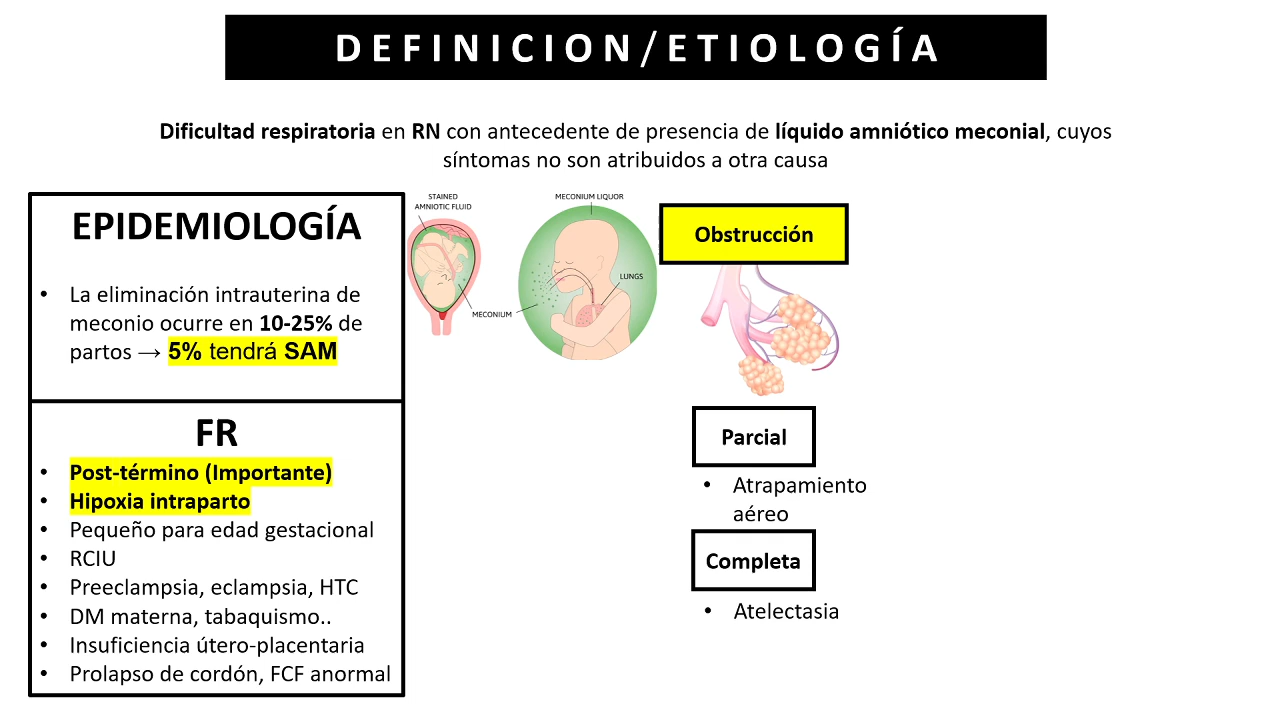 DEFINICION/ETIOLOGÍA
Dificultad respiratoria en RN con antecedente de presencia de líquido amniótico meconial, cuyos
síntomas no son atribuidos a otra causa
EPIDEMIOLOGÍA
• La eliminación intrauterina de
meconio ocurre en 10-25% de
partos → 5% tendrá SAM
FR
• Post-término (Importante)
• Hipoxia intraparto
• Pequeño para edad gestacional
• RCIU
• Preeclampsia, eclampsia, HTC
• DM materna, tabaquismo..
• Insuficiencia útero-placentaria
• Prolapso de cordón, FCF anormal
STAINED
AMNIOTIC FLUID
MECONIUM LIQUOR
LUNGS
MECONIUM
Obstrucción
Parcial
• Atrapamiento
aéreo
Completa
• Atelectasia